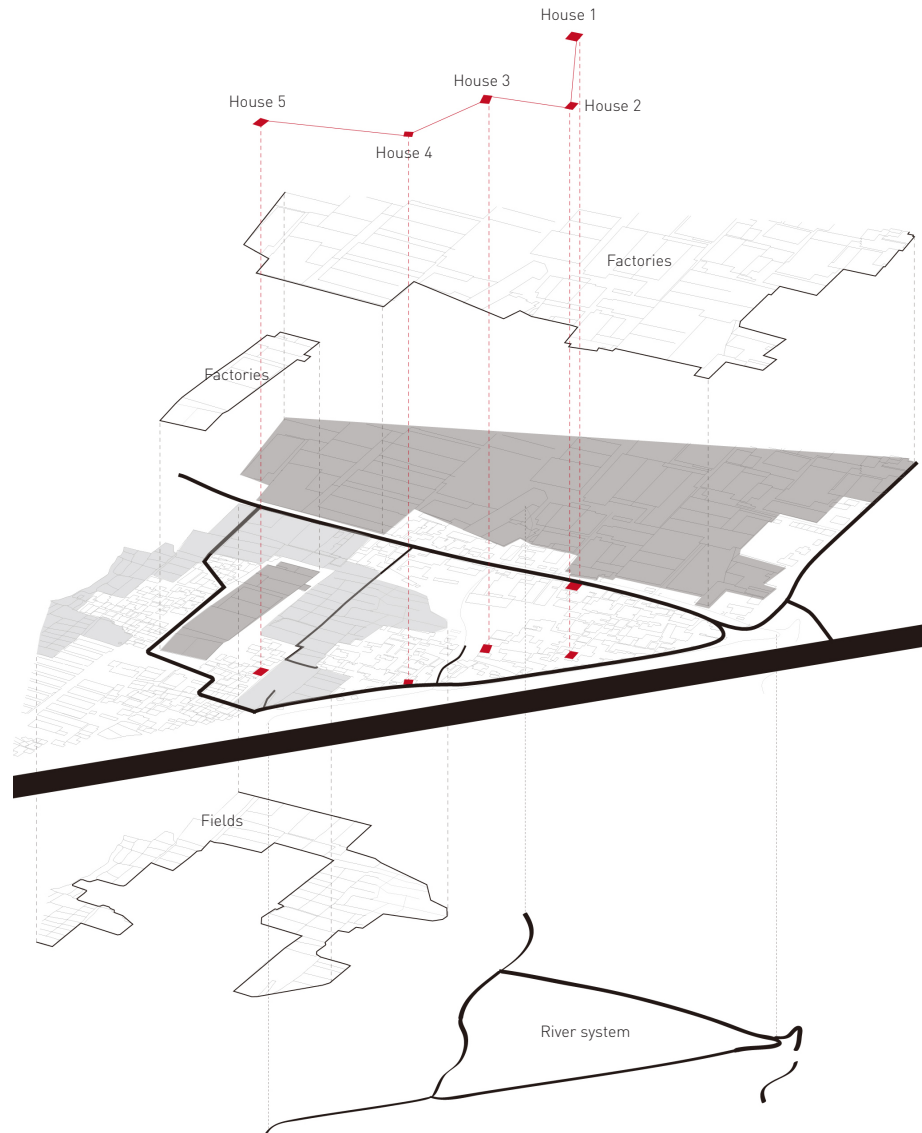 House 1
House 3
House 5
House 2
House 4
Factories
Factories
Fields
River system